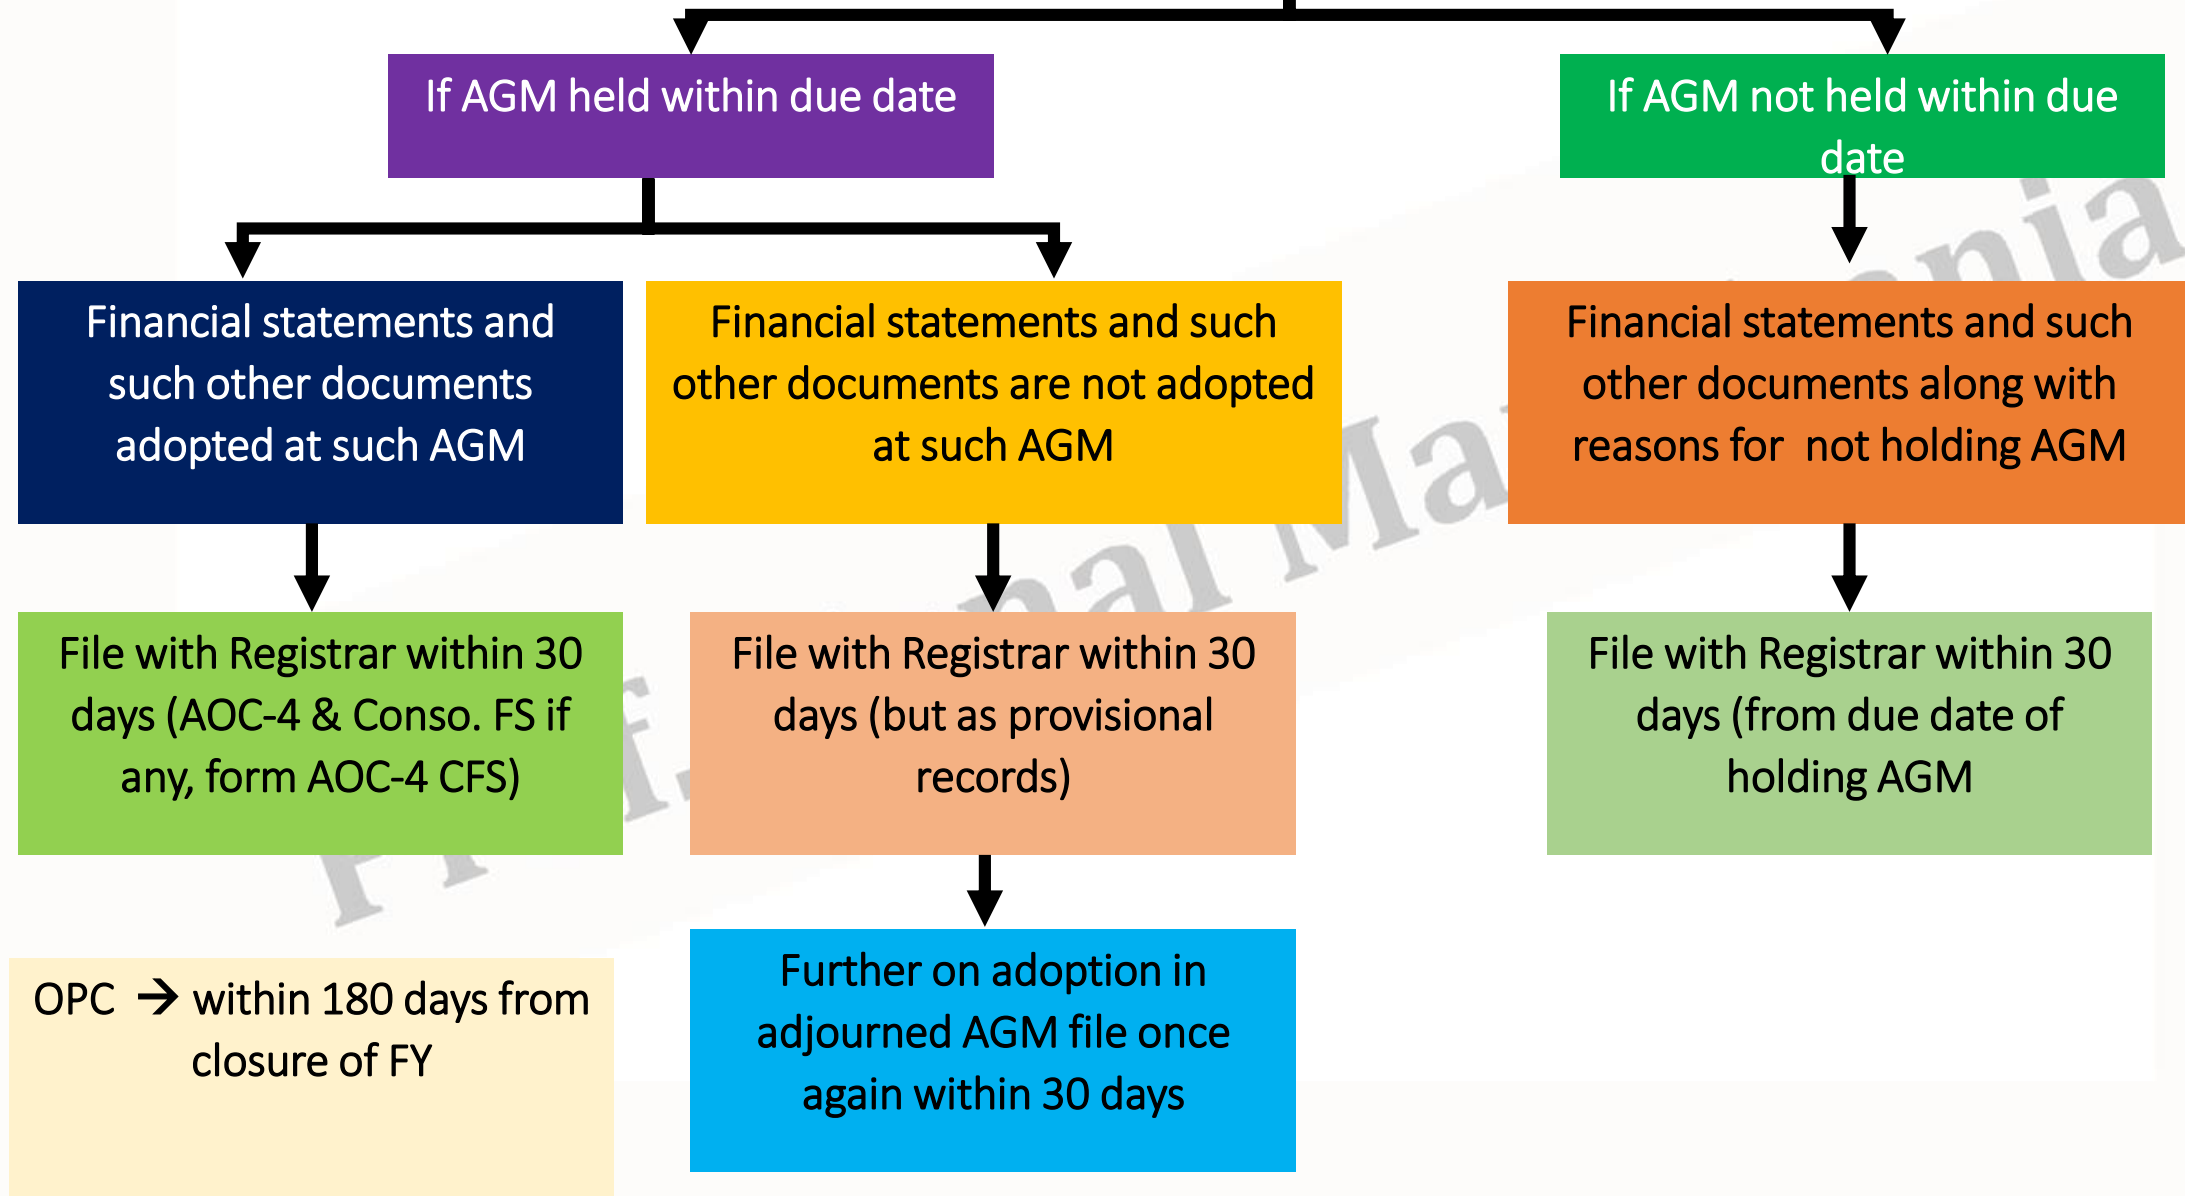 If AGM held within due date
If AGM not held within due
date
Financial statements and
such other documents
adopted at such AGM
Financial statements and such
other documents are not adopted
at such AGM
Financial statements and such
other documents along with
reasons for  not holding AGM
File with Registrar within 30
days (AOC-4 & Conso. FS if
any, form AOC-4 CFS)
File with Registrar within 30
days (but as provisional
records)
File with Registrar within 30
days (from due date of
holding AGM
OPC → within 180 days from
closure of FY
Further on adoption in
adjourned AGM file once
again within 30 days